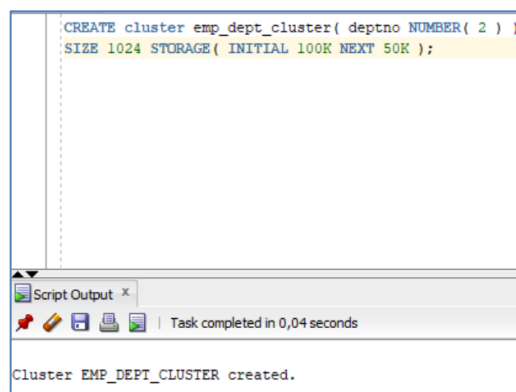 CREATE cluster emp_dept_cluster( deptno NUMBER( 2 ) )
SIZE 1024 STORAGE( INITIAL 100K NEXT 50K );
Script Output x
Task completed in 0,04 seconds
Cluster EMP_DEPT_CLUSTER created.